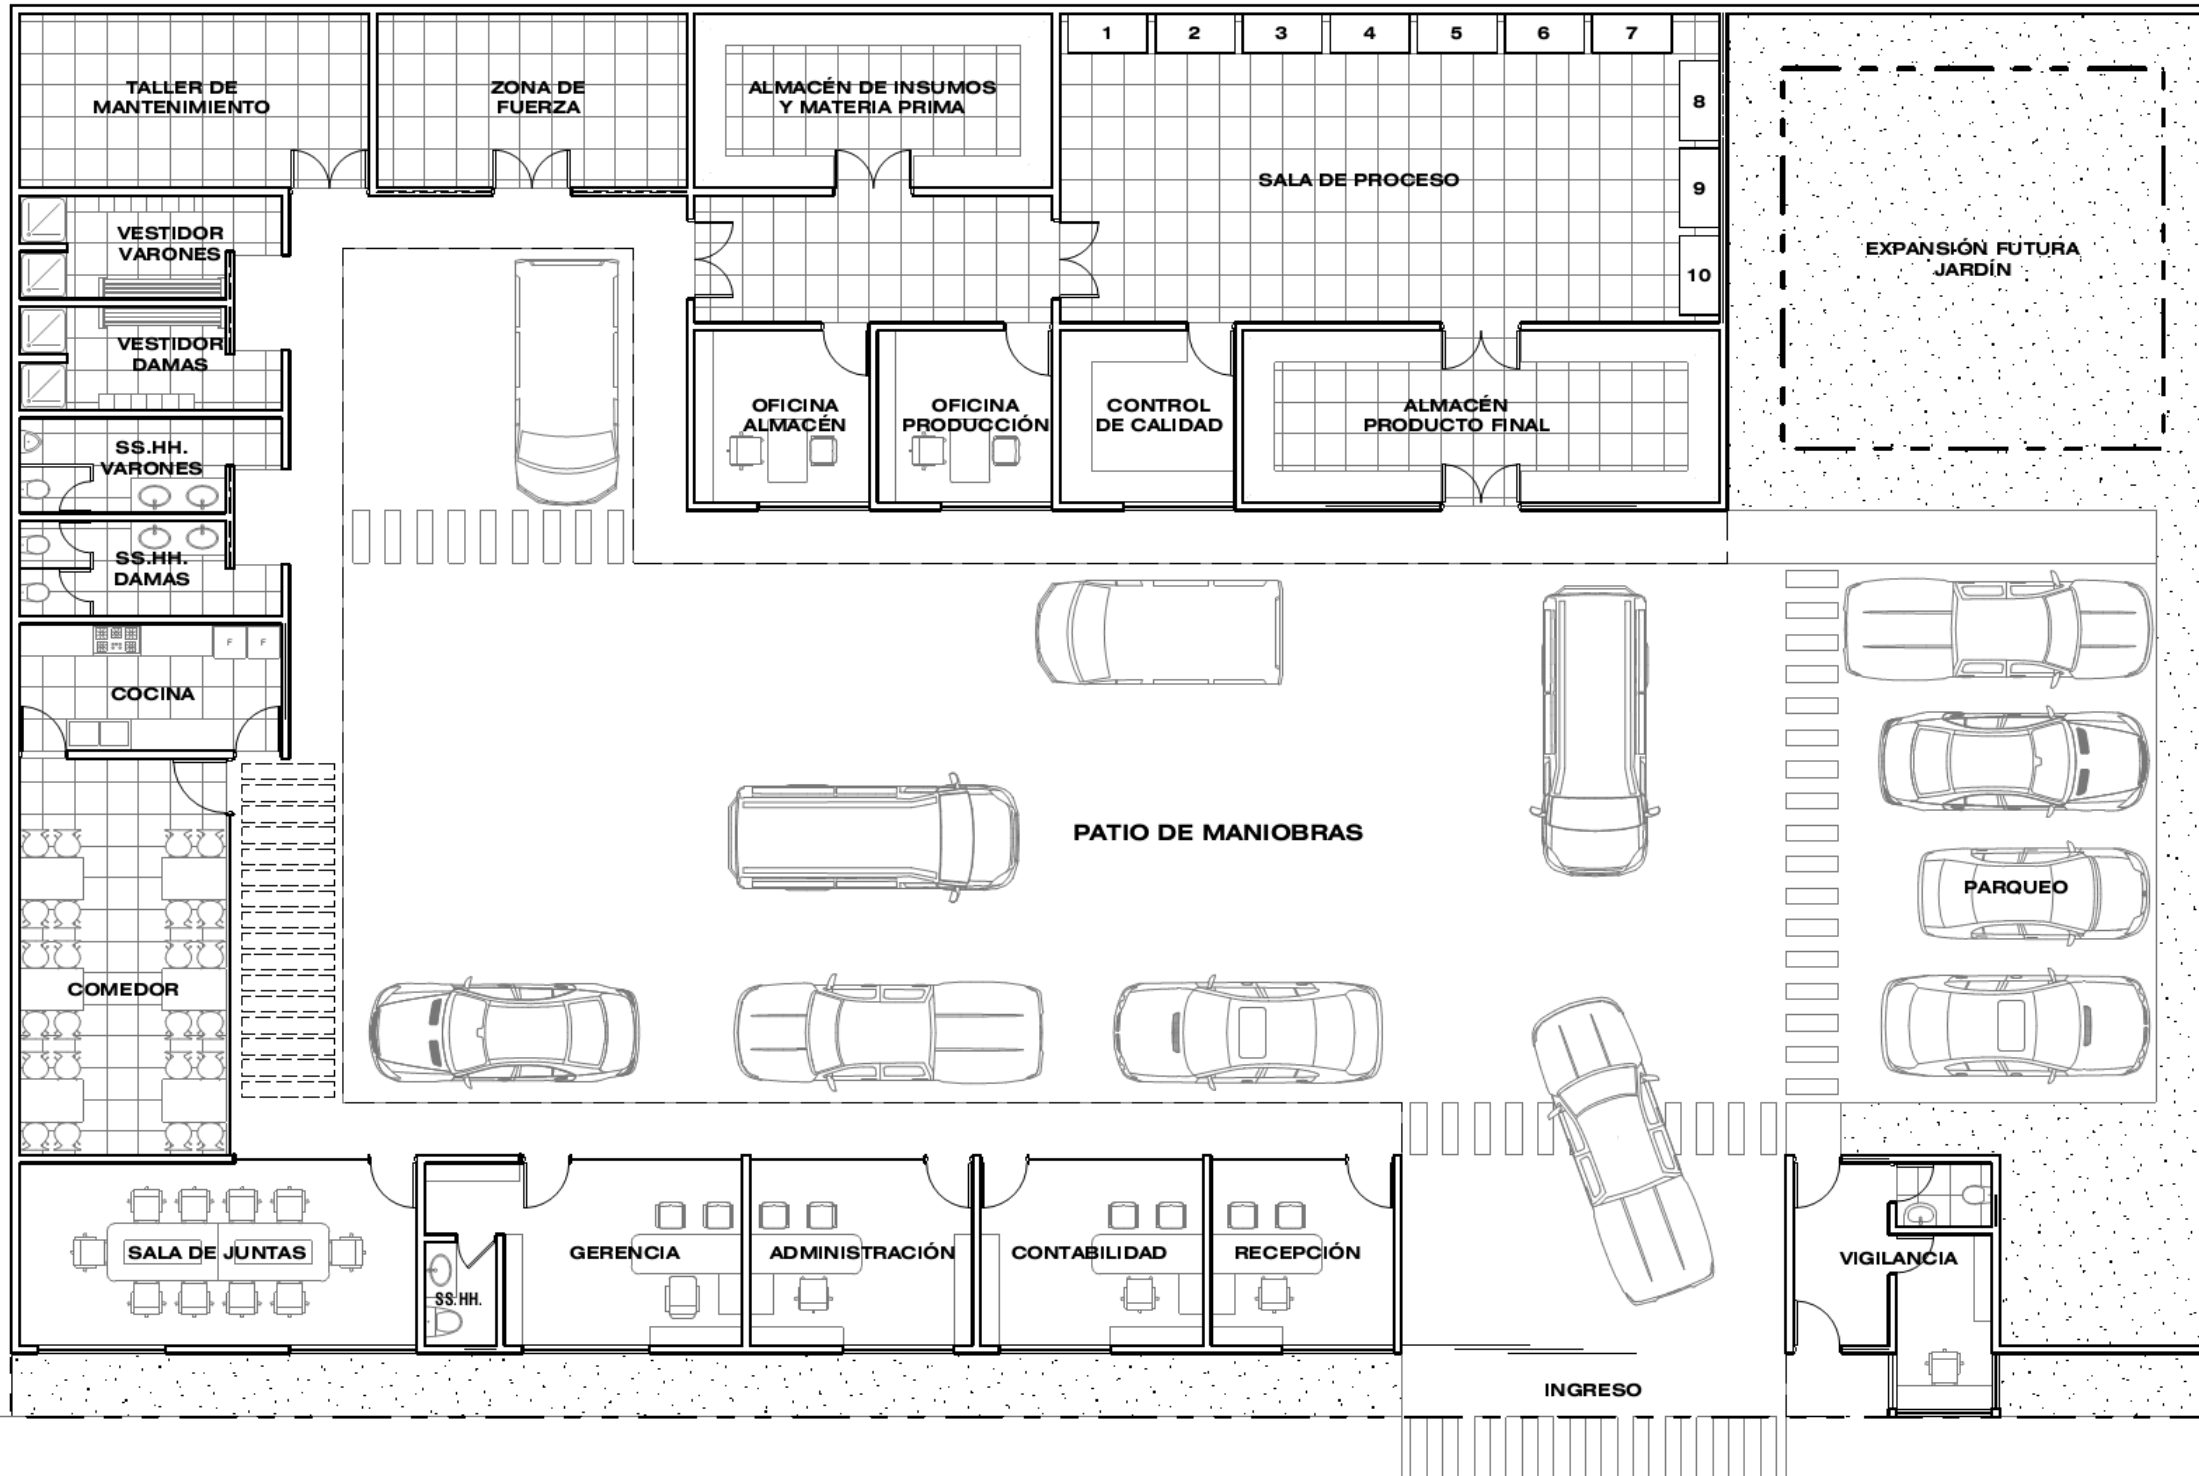 TALLER DE
MANTENIMIENTO
ZONA DE
FUERZA
ALMACÉN DE INSUMOS
Y MATERIA PRIMA
1
2
3
4
5
6
7
8
9
10
SALA DE PROCESO
EXPANSIÓN FUTURA
JARDÍN
VESTIDOR
VARONES
VESTIDOR
DAMAS
SS.HH.
VARONES
SS.HH.
DAMAS
OFICINA
ALMACÉN
OFICINA
PRODUCCIÓN
CONTROL
DE CALIDAD
ALMACÉN
PRODUCTO FINAL
F
F
COCINA
PATIO DE MANIOBRAS
PARQUEO
COMEDOR
SALA DE JUNTAS
SS.HH.
GERENCIA
ADMINISTRACIÓN
CONTABILIDAD
RECEPCIÓN
VIGILANCIA
INGRESO